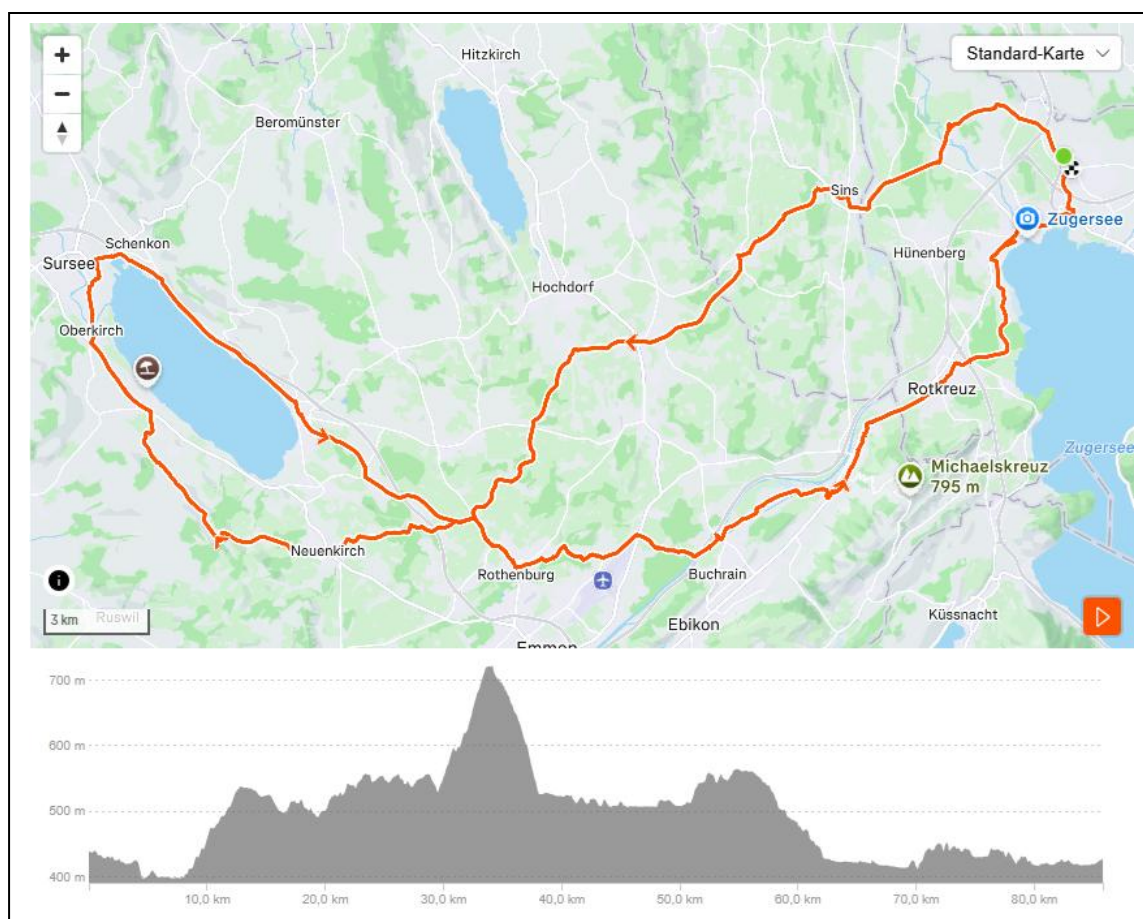 +
−
Hitzkirch
Standard-Karte
Beromünster
Sins
Zugersee
Schenkon
Sursee
Hünenberg
Hochdorf
Oberkirch
Rotkreuz
Zugersee
Michaelskreuz
795 m
Neuenkirch
Rothenburg
Buchrain
i
3 km
Ruswil
Küssnacht
Ebikon
Emmen
700 m
600 m
500 m
400 m
10,0 km 20,0 km 30,0 km 40,0 km 50,0 km 60,0 km 70,0 km 80,0 km